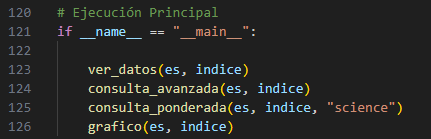 120 # Ejecución Principal
121 if __name__ == "__main__":
122
123 ver_datos(es, indice)
124 consulta_avanzada(es, indice)
125 consulta_ponderada(es, indice, "science")
126 grafico(es, indice)